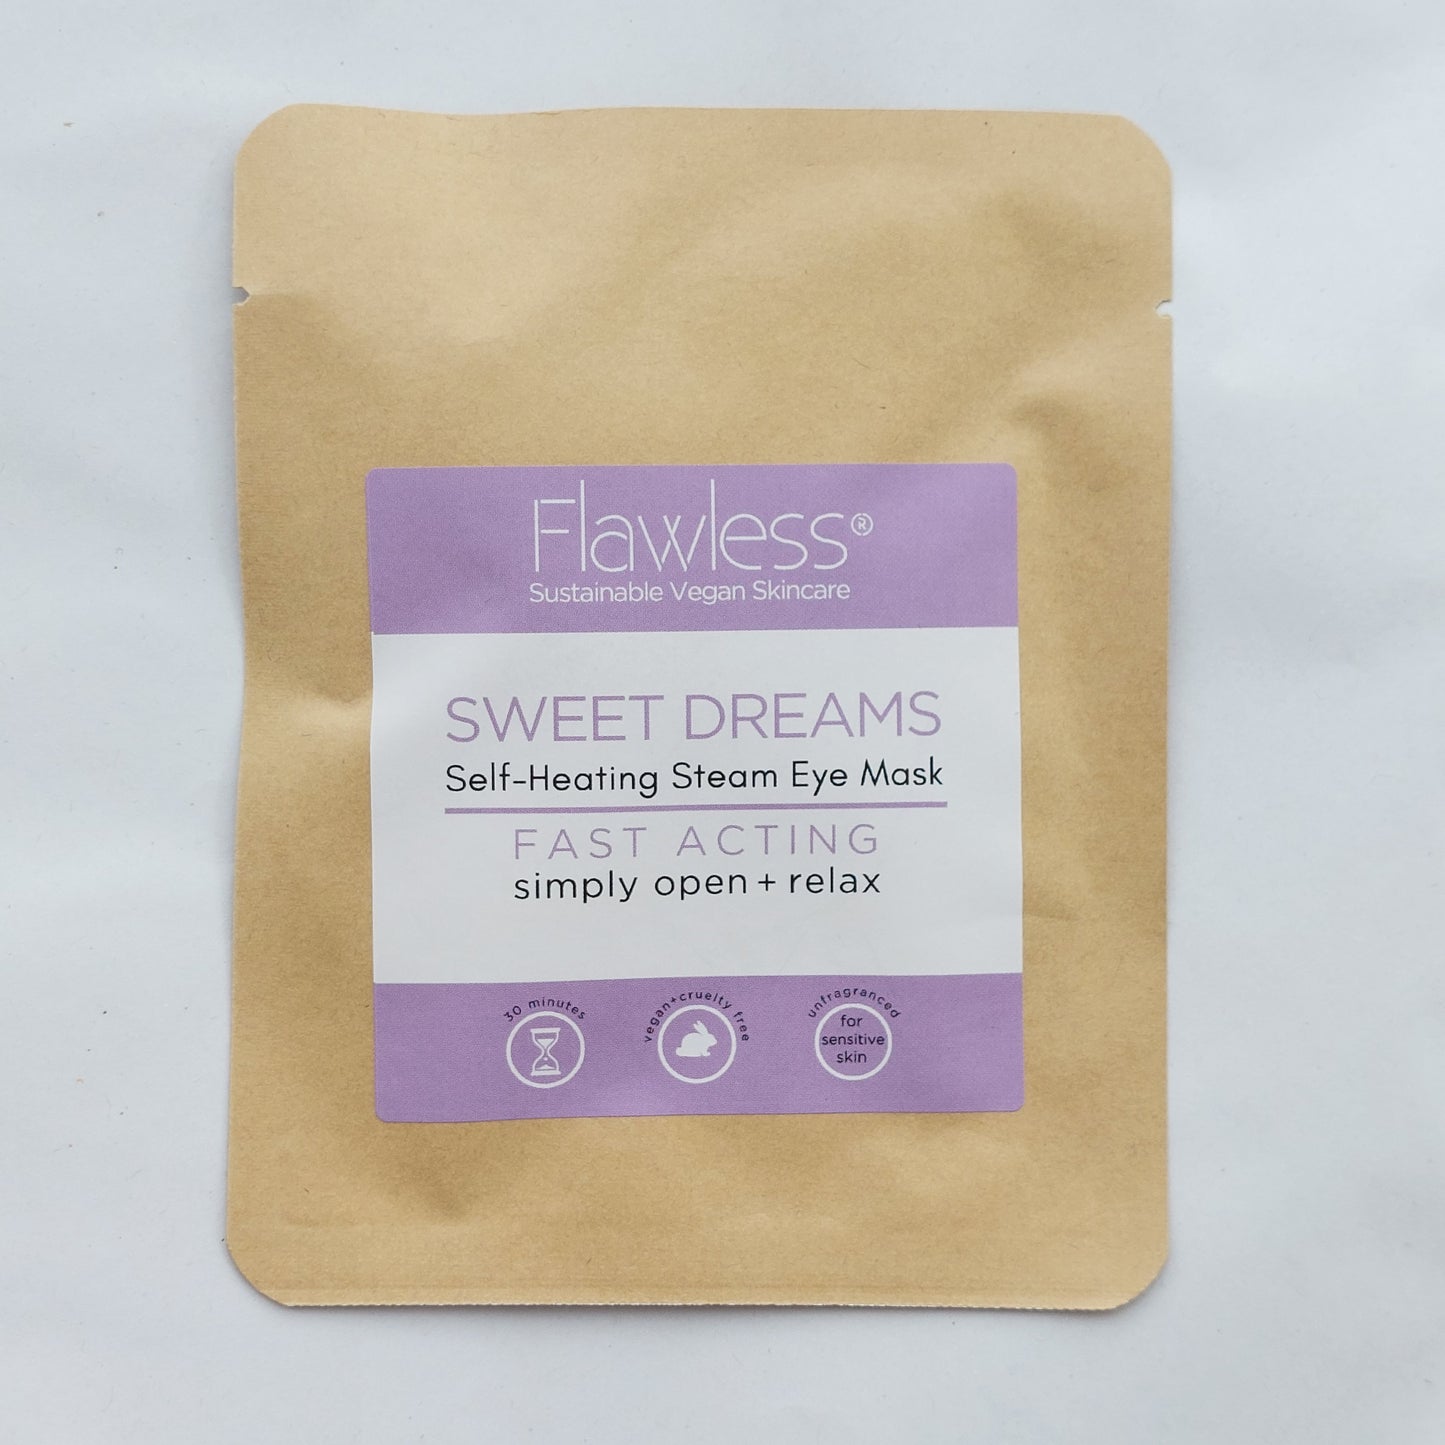 Flawless®
Sustainable Vegan Skincare
SWEET DREAMS
Self-Heating Steam Eye Mask
FAST ACTING
simply open + relax
30 minutes
vegan+cruelty free
unfragranced
for
sensitive
skin